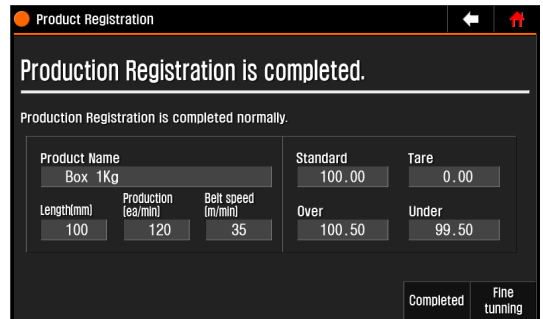 Product Registration
Production Registration is completed.
Production Registration is completed normally.
Product Name
Box 1Kg
Length(mm)
Production
(ea/min)
Belt speed
(m/min)
100
120
35
Standard
Tare
100.00
0.00
Over
Under
100.50
99.50
Completed
Fine
tunning